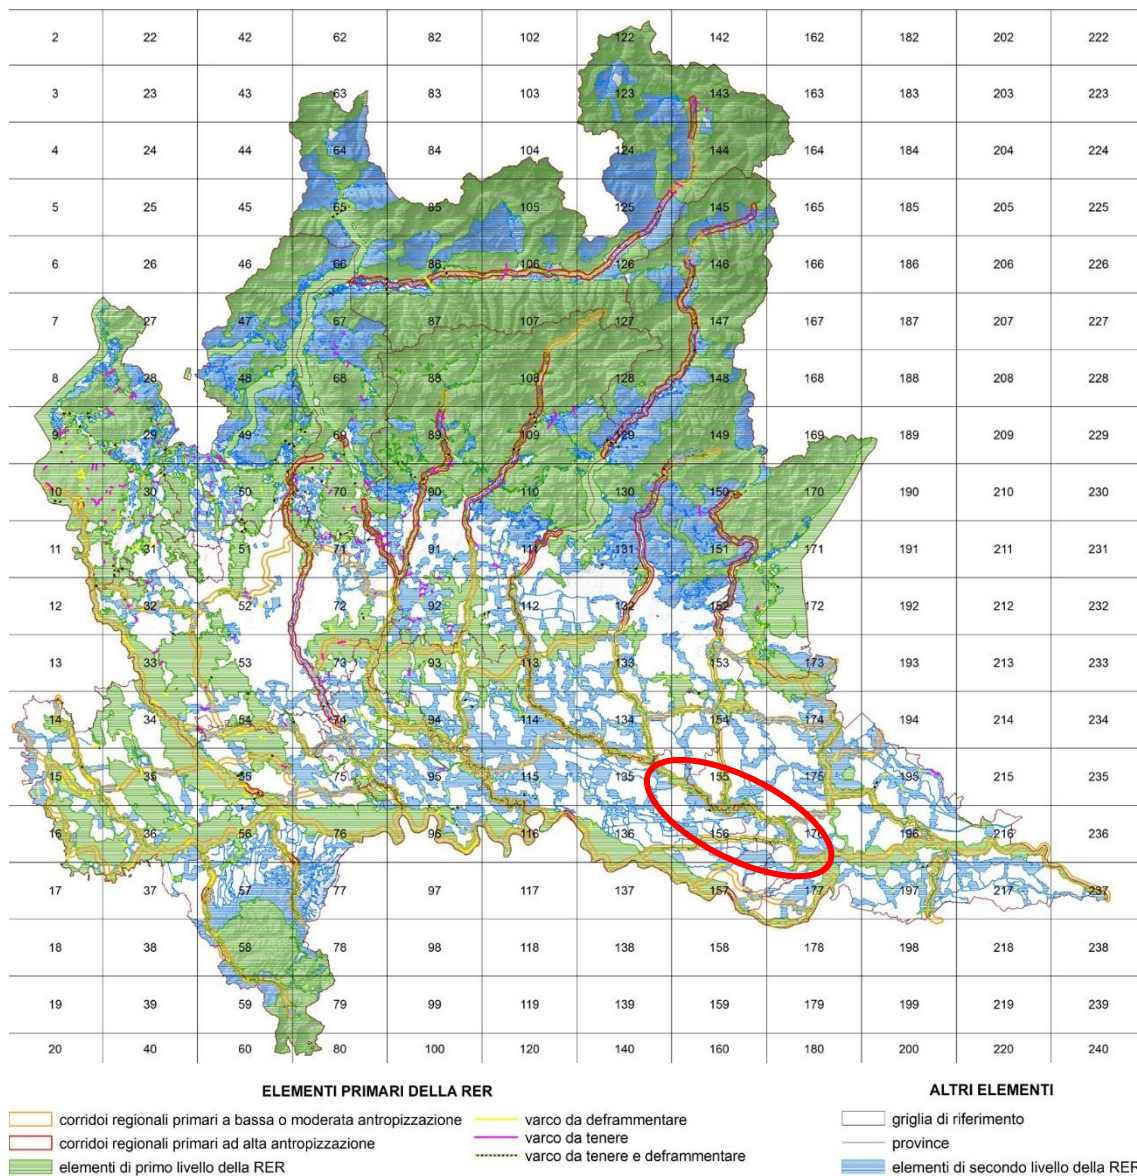 2 22 42 62 82 102 122 142 162 182 202 222
3 23 43 63 83 103 123 143 163 183 203 223
4 24 44 64 84 104 124 144 164 184 204 224
5 25 45 65 85 105 125 145 165 185 205 225
6 26 46 66 86 106 126 146 166 186 206 226
7 27 47 67 87 107 127 147 167 187 207 227
8 28 48 68 88 108 128 148 168 188 208 228
9 29 49 69 89 109 129 149 169 189 209 229
10 30 50 70 90 110 130 150 170 190 210 230
11 31 51 71 91 111 131 151 171 191 211 231
12 32 52 72 92 112 132 152 172 192 212 232
13 33 53 73 93 113 133 153 173 193 213 233
14 34 54 74 94 114 134 154 174 194 214 234
15 35 55 75 95 115 135 155 175 195 215 235
16 36 56 76 96 116 136 156 176 196 216 236
17 37 57 77 97 117 137 157 177 197 217 237
18 38 58 78 98 118 138 158 178 198 218 238
19 39 59 79 99 119 139 159 179 199 219 239
20 40 60 80 100 120 140 160 180 200 220 240
ELEMENTI PRIMARI DELLA RER
corridoi regionali primari a bassa o moderata antropizzazione
corridoi regionali primari ad alta antropizzazione
elementi di primo livello della RER
varco da deframmentare
varco da tenere
varco da tenere e deframmentare
ALTRI ELEMENTI
griglia di riferimento
province
elementi di secondo livello della RER